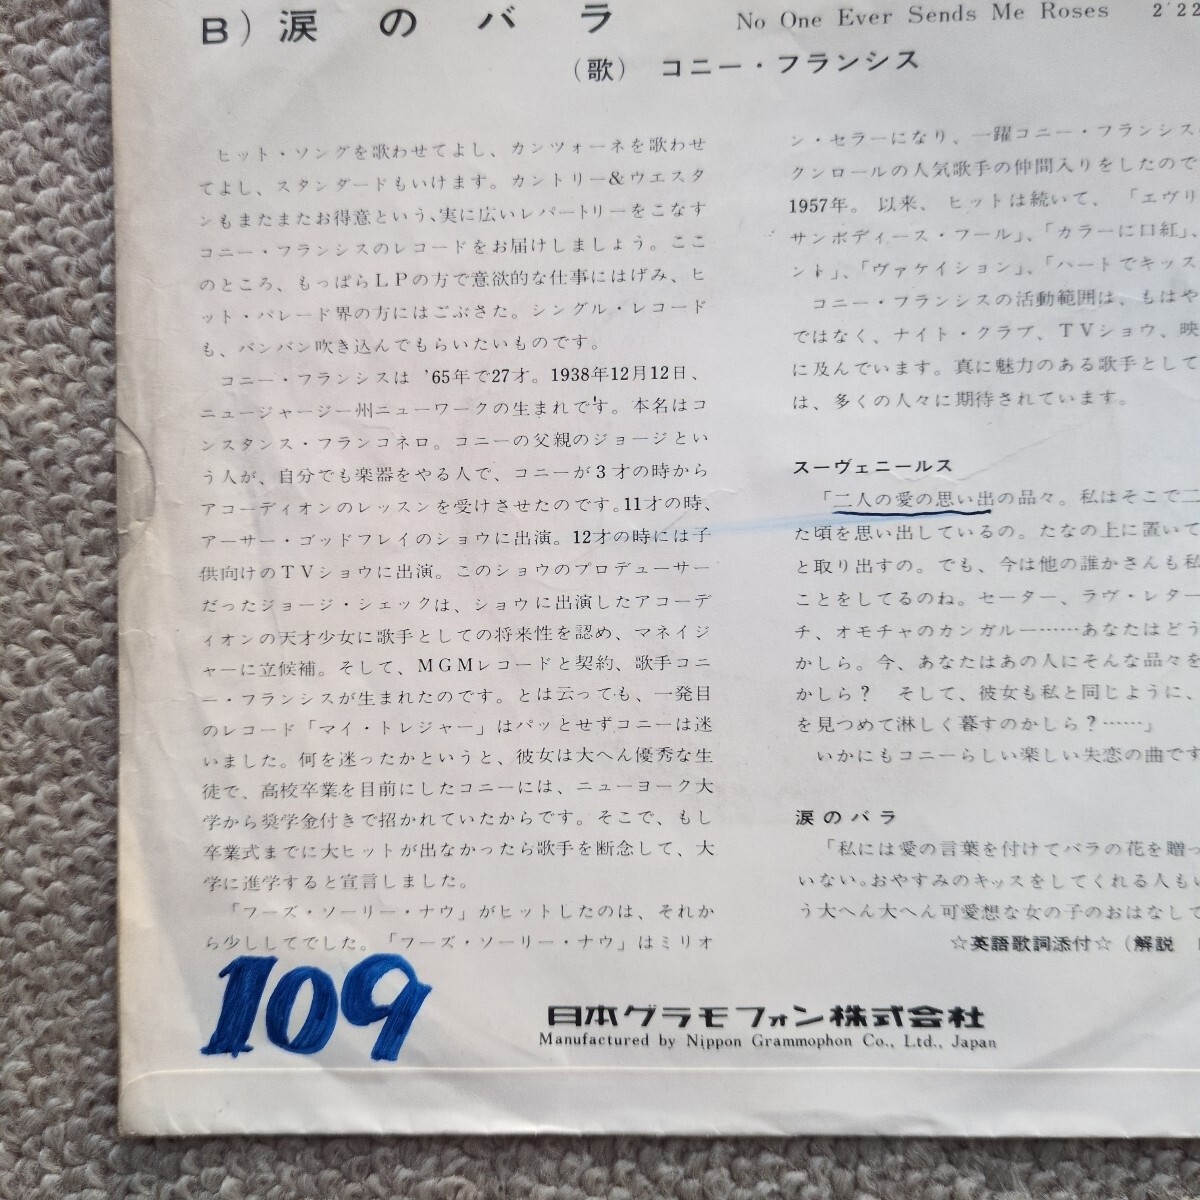 B) 涙のバラ No One Ever Sends Me Roses 2'22
(歌) コニー・フランシス
ヒット・ソングを歌わせてよし、カンツォーネを歌わせ
てよし、スタンダードもいけます。カントリー&ウエスタ
ンもまたまたお得意という、実に広いレパートリーをこなす
コニー・フランシスのレコードをお届けしましょう。ここ
のところ、もっぱらLPの方で意欲的な仕事にはげみ、ヒ
ット・パレード界の方にはごぶさた。シングル・レコード
も、バンバン吹き込んでもらいたいものです。
コニー・フランシスは '65年で27才。1938年12月12日、
ニュージャージー州ニューワークの生まれです。本名はコ
ンスタンス・フランコネロ。コニーの父親のジョージとい
う人が、自分でも楽器をやる人で、コニーが3才の時から
アコーディオンのレッスンを受けさせたのです。11才の時、
アーサー・ゴッドフレイのショウに出演。12才の時には子
供向けのTVショウに出演。このショウのプロデューサー
だったジョージ・シェックは、ショウに出演したアコーデ
ィオンの天才少女に歌手としての将来性を認め、マネイジ
ャーに立候補。そして、MGMレコードと契約、歌手コニ
ー・フランシスが生まれたのです。とは云っても、一発目
のレコード「マイ・トレジャー」はパッとせずコニーは迷
いました。何を迷ったかというと、彼女は大へん優秀な生
徒で、高校卒業を目前にしたコニーには、ニューヨーク大
学から奨学金付きで招かれていたからです。そこで、もし
卒業式までに大ヒットが出なかったら歌手を断念して、大
学に進学すると宣言しました。
「フーズ・ソーリー・ナウ」がヒットしたのは、それか
ら少ししてでした。「フーズ・ソーリー・ナウ」はミリオ
ン・セラーになり、一躍コニー・フランシス
クンロールの人気歌手の仲間入りをしたので
1957年。以来、ヒットは続いて、「エヴリ
サンボディース・フール」、「カラーに口紅」、
ント」、「ヴァケイション」、「ハートでキッス
コニー・フランシスの活動範囲は、もはや
ではなく、ナイト・クラブ、TVショウ、映
に及んでいます。真に魅力のある歌手として
は、多くの人々に期待されています。
スーヴェニールス
「二人の愛の思い出の品々。私はそこで二
た頃を思い出しているの。たなの上に置いて
と取り出すの。でも、今は他の誰かさんも私
ことをしてるのね。セーター、ラヴ・レター
チ、オモチャのカンガルー……あなたはどう
かしら。今、あなたはあの人にそんな品々を
かしら? そして、彼女も私と同じように、
を見つめて淋しく暮すのかしら?……」
いかにもコニーらしい楽しい失恋の曲です
涙のバラ
「私には愛の言葉を付けてバラの花を贈っ
いない。おやすみのキッスをしてくれる人もい
う大へん大へん可愛想な女の子のおはなしで
☆英語歌詞添付☆(解説
109
日本グラモフォン株式会社
Manufactured by Nippon Grammophon Co., Ltd., Japan